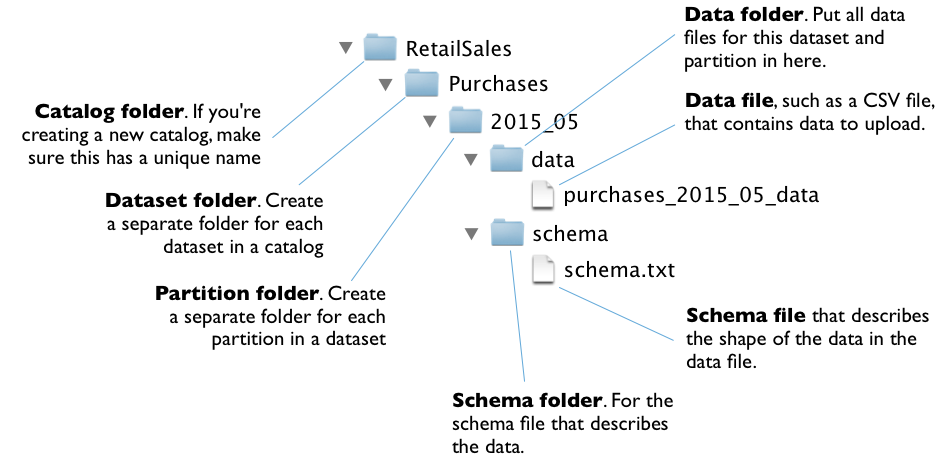 RetailSales
Purchases
2015_05
data
purchases_2015_05_data
schema
schema.txt
Catalog folder. If you're
creating a new catalog, make
sure this has a unique name
Dataset folder. Create
a separate folder for each
dataset in a catalog
Partition folder. Create
a separate folder for each
partition in a dataset
Data folder. Put all data
files for this dataset and
partition in here.
Data file, such as a CSV file,
that contains data to upload.
Schema file that describes
the shape of the data in the
data file.
Schema folder. For the
schema file that describes
the data.